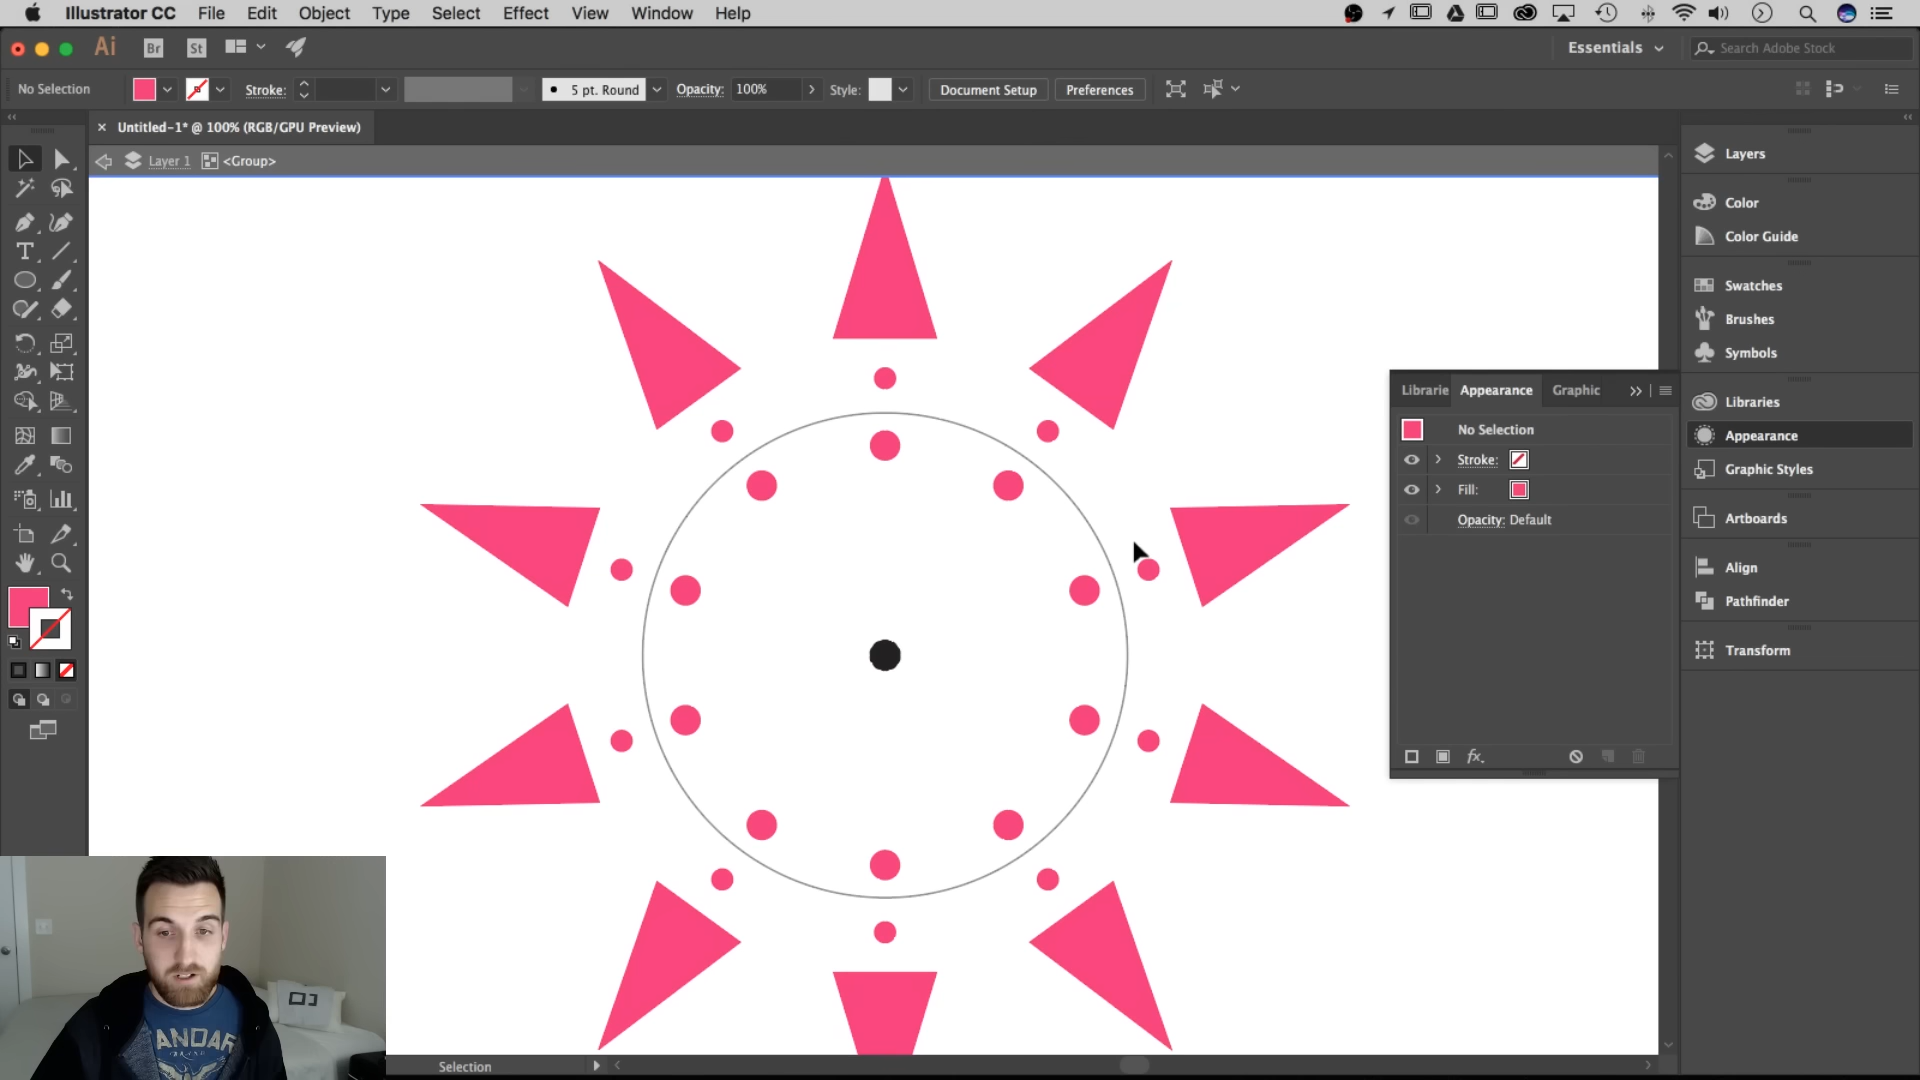 Illustrator CC File Edit Object Type Select Effect View Window Help
Ai Br St Essentials Search Adobe Stock
No Selection Stroke: 5 pt. Round Opacity: 100% Style: Document Setup Preferences
× Untitled-1* @ 100% (RGB/GPU Preview)
Layer 1 <Group>
Layers
Color
Color Guide
Swatches
Brushes
Symbols
Libraries
Appearance
Graphic Styles
Artboards
Align
Pathfinder
Transform
Librarie Appearance Graphic
No Selection
Stroke:
Fill:
Opacity: Default
fx.
ANDAR
Selection